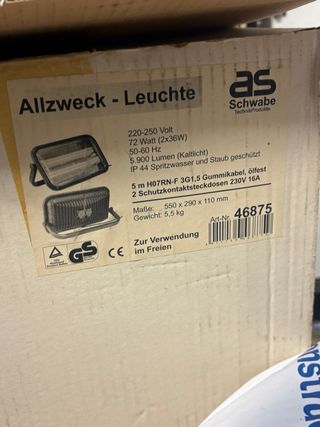 Allzweck - Leuchte
as
Schwabe
TechnikProdukte
220-250 Volt
72 Watt (2x36W)
50-60 Hz
5.900 Lumen (Kaltlicht)
IP 44 Spritzwasser und Staub geschützt
5 m H07RN-F 3G1,5 Gummikabel, ölfest
2 Schutzkontaktsteckdosen 230V 16A
Maße: 550 x 290 x 110 mm
Gewicht: 5,5 kg
Art-Nr. 46875
GS
CE
Zur Verwendung
im Freien
nstru